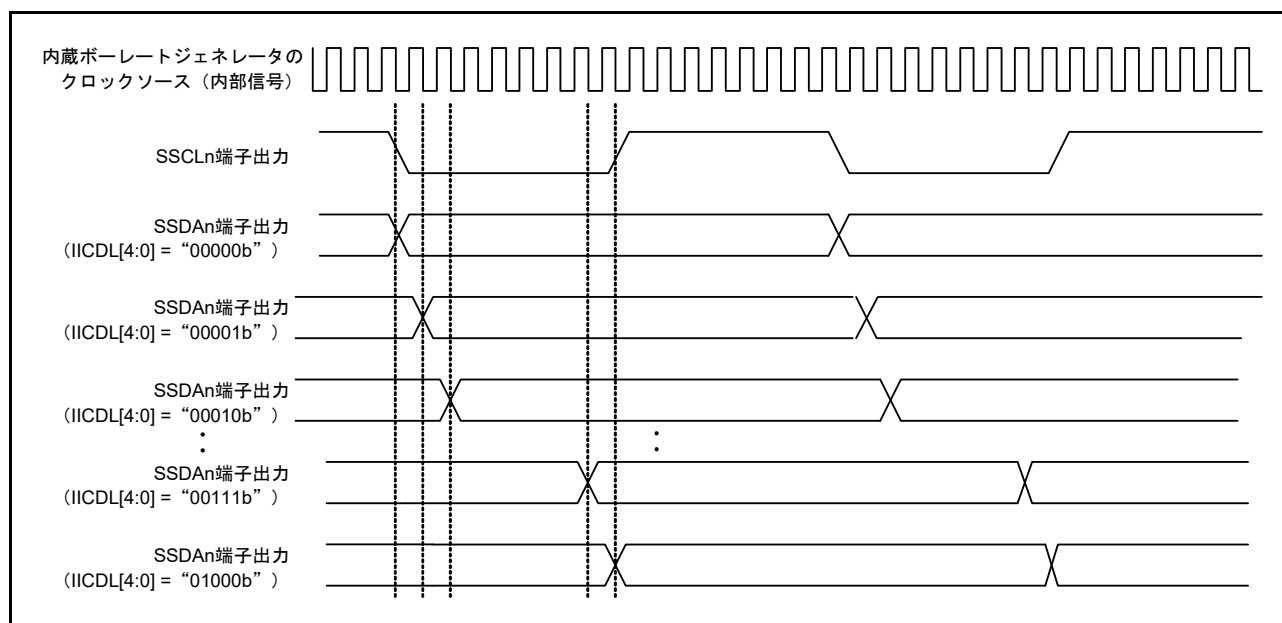 内蔵ボーレートジェネレータの
クロックソース（内部信号）
SSCLn端子出力
SSDAn端子出力
（IICDL[4:0] = “00000b” ）
SSDAn端子出力
（IICDL[4:0] = “00001b” ）
SSDAn端子出力
（IICDL[4:0] = “00010b” ）
SSDAn端子出力
（IICDL[4:0] = “00111b” ）
SSDAn端子出力
（IICDL[4:0] = “01000b” ）